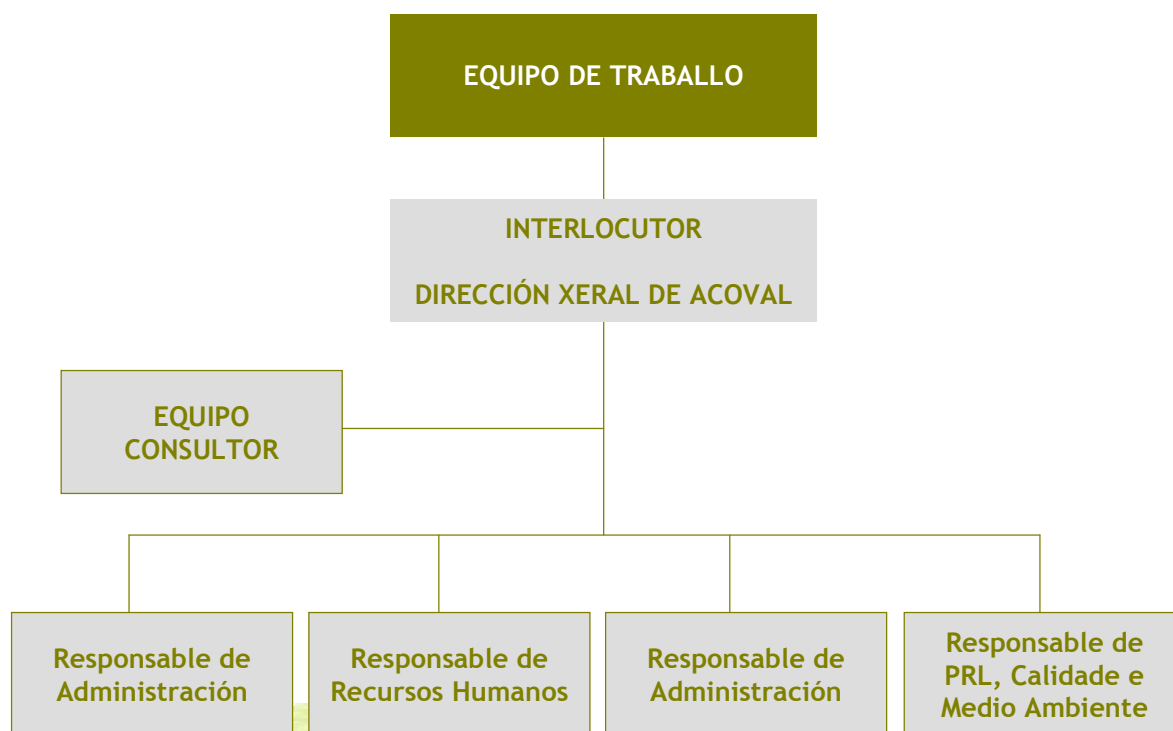 EQUIPO DE TRABALLO
INTERLOCUTOR
DIRECCIÓN XERAL DE ACOVAL
EQUIPO
CONSULTOR
Responsable de
Administración
Responsable de
Recursos Humanos
Responsable de
Administración
Responsable de
PRL, Calidade e
Medio Ambiente